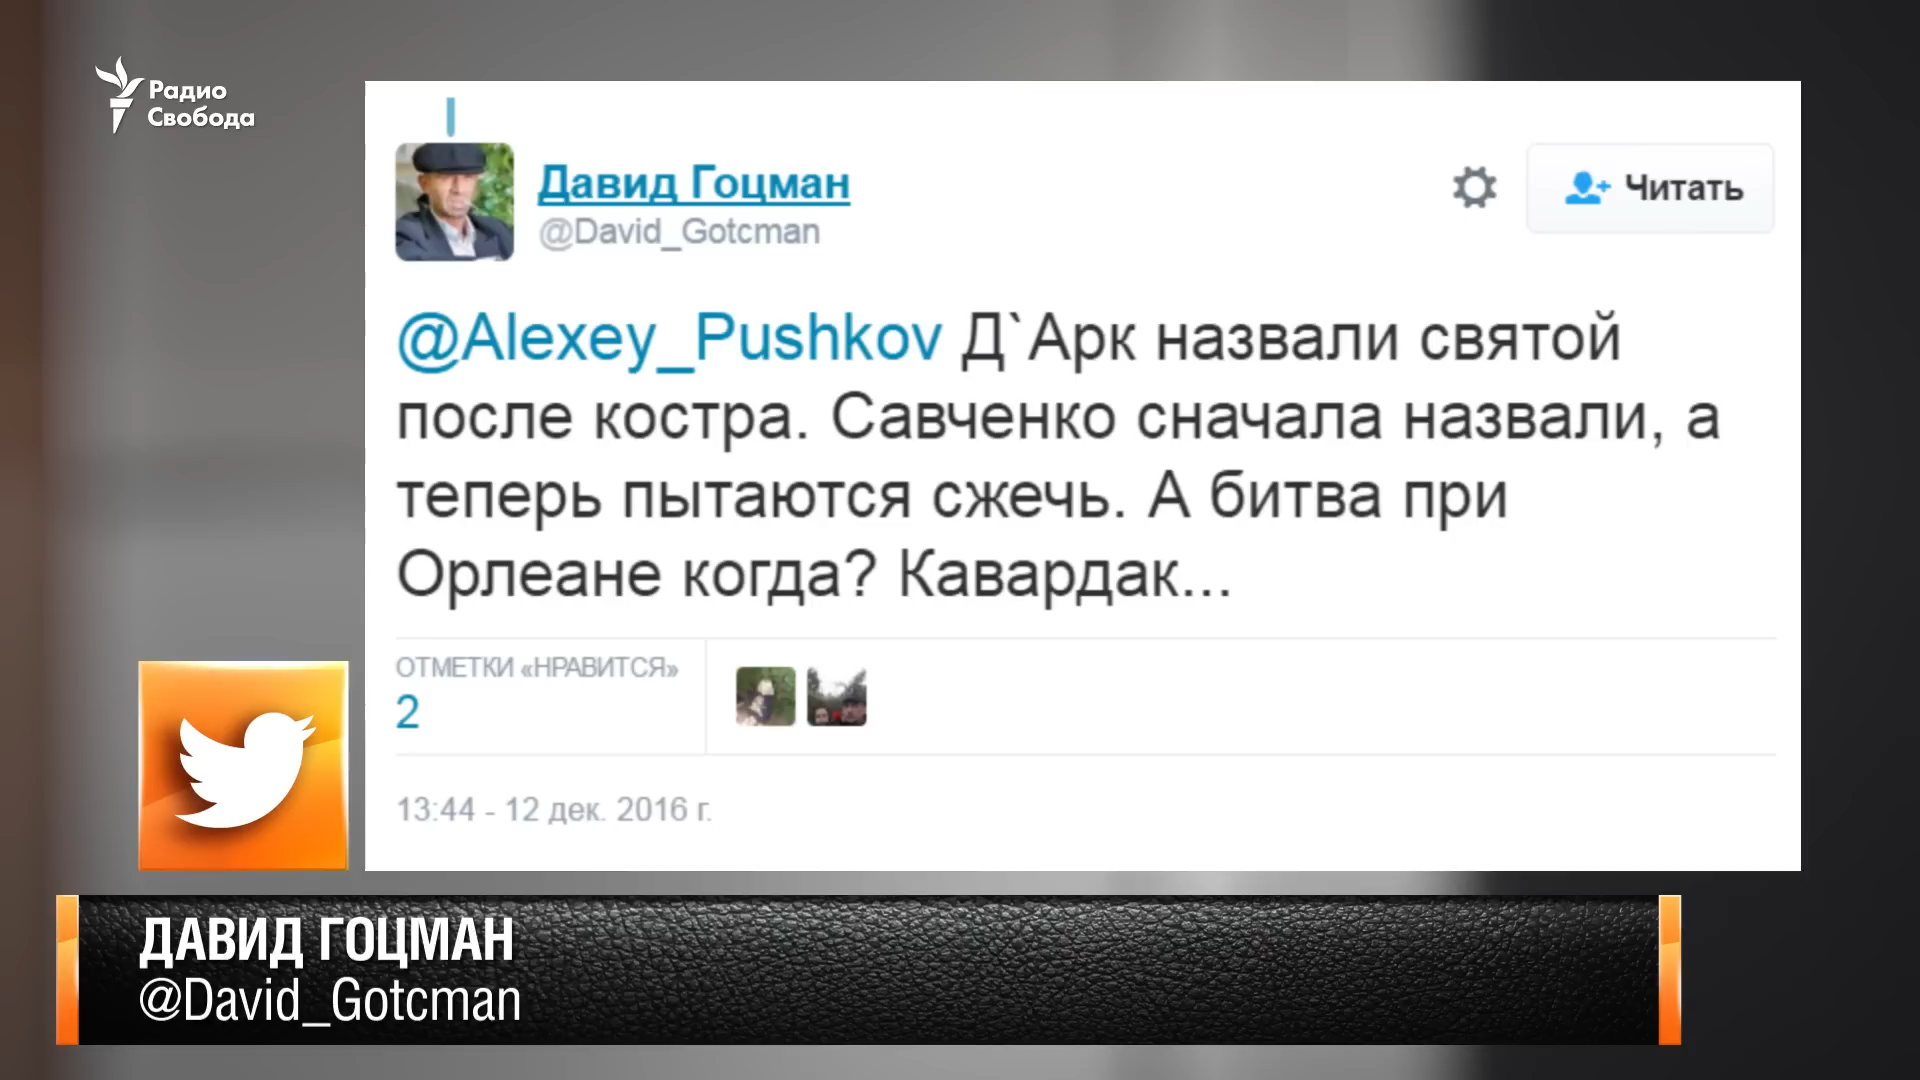 Радио
Свобода
Давид Гоцман
@David_Gotcman
Читать
@Alexey_Pushkov Д`Арк назвали святой
после костра. Савченко сначала назвали, а
теперь пытаются сжечь. А битва при
Орлеане когда? Кавардак...
ОТМЕТКИ «НРАВИТСЯ»
2
13:44 - 12 дек. 2016 г.
ДАВИД ГОЦМАН
@David_Gotcman